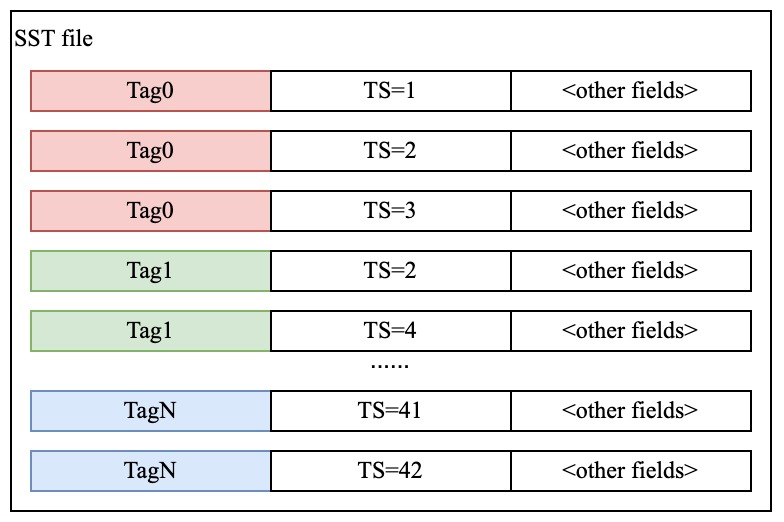 SST file
Tag0 TS=1 <other fields>
Tag0 TS=2 <other fields>
Tag0 TS=3 <other fields>
Tag1 TS=2 <other fields>
Tag1 TS=4 <other fields>
......
TagN TS=41 <other fields>
TagN TS=42 <other fields>